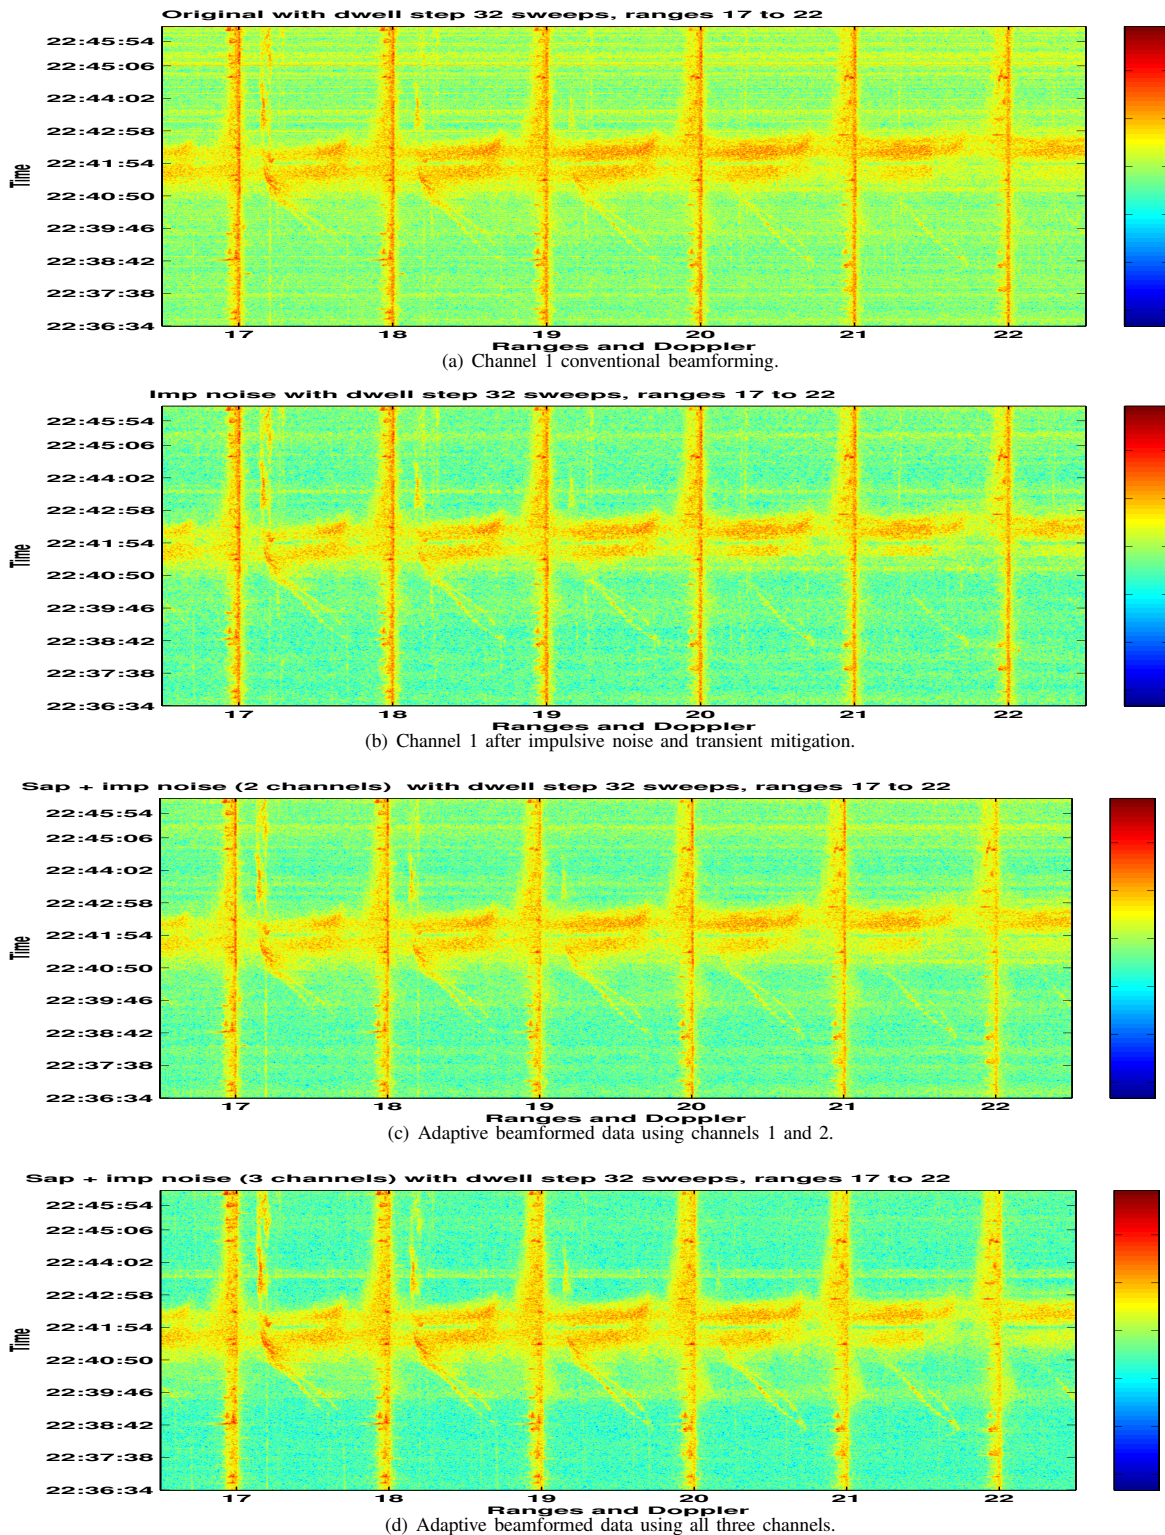 Original with dwell step 32 sweeps, ranges 17 to 22
22:45:54
22:45:06
22:44:02
22:42:58
22:41:54
22:40:50
22:39:46
22:38:42
22:37:38
22:36:34
Time
17 18 19 20 21 22
Ranges and Doppler
(a) Channel 1 conventional beamforming.
Imp noise with dwell step 32 sweeps, ranges 17 to 22
22:45:54
22:45:06
22:44:02
22:42:58
22:41:54
22:40:50
22:39:46
22:38:42
22:37:38
22:36:34
Time
17 18 19 20 21 22
Ranges and Doppler
(b) Channel 1 after impulsive noise and transient mitigation.
Sap + imp noise (2 channels) with dwell step 32 sweeps, ranges 17 to 22
22:45:54
22:45:06
22:44:02
22:42:58
22:41:54
22:40:50
22:39:46
22:38:42
22:37:38
22:36:34
Time
17 18 19 20 21 22
Ranges and Doppler
(c) Adaptive beamformed data using channels 1 and 2.
Sap + imp noise (3 channels) with dwell step 32 sweeps, ranges 17 to 22
22:45:54
22:45:06
22:44:02
22:42:58
22:41:54
22:40:50
22:39:46
22:38:42
22:37:38
22:36:34
Time
17 18 19 20 21 22
Ranges and Doppler
(d) Adaptive beamformed data using all three channels.